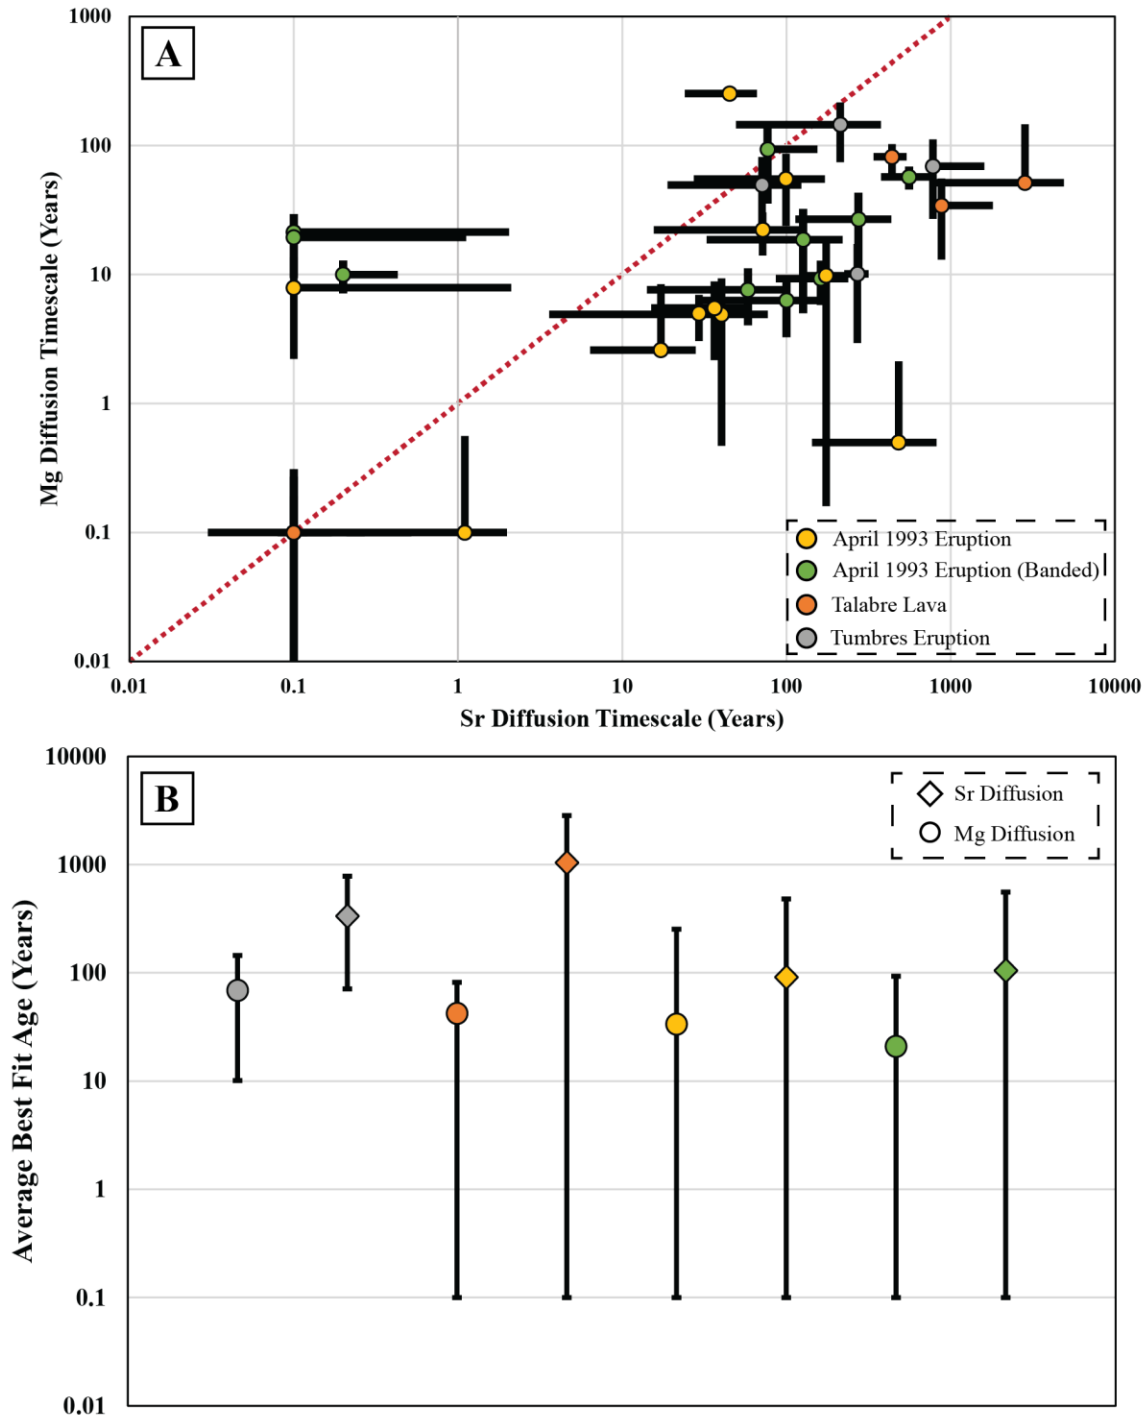 A
1000
100
10
1
0.1
0.01
Mg Diffusion Timescale (Years)
April 1993 Eruption
April 1993 Eruption (Banded)
Talabre Lava
Tumbres Eruption
0.01 0.1 1 10 100 1000 10000
Sr Diffusion Timescale (Years)
B
10000
1000
100
10
1
0.1
0.01
Average Best Fit Age (Years)
Sr Diffusion
Mg Diffusion